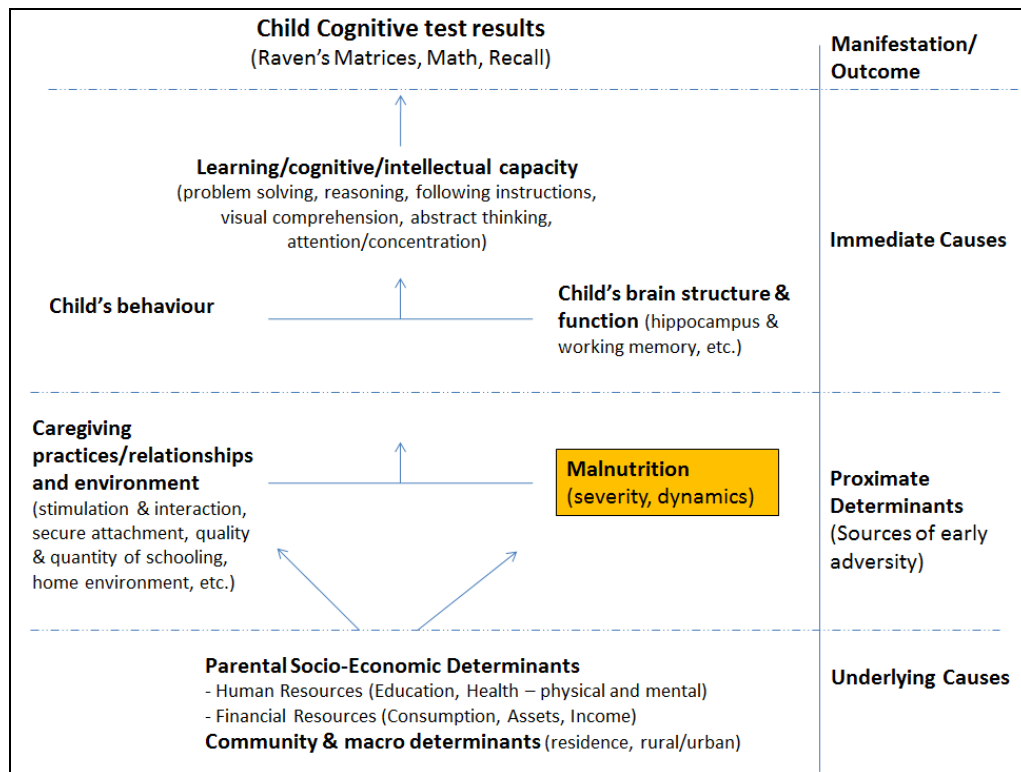 Child Cognitive test results
(Raven's Matrices, Math, Recall)
Manifestation/
Outcome
Learning/cognitive/intellectual capacity
(problem solving, reasoning, following instructions,
visual comprehension, abstract thinking,
attention/concentration)
Immediate Causes
Child's behaviour
Child's brain structure &
function (hippocampus &
working memory, etc.)
Caregiving
practices/relationships
and environment
(stimulation & interaction,
secure attachment, quality
& quantity of schooling,
home environment, etc.)
Malnutrition
(severity, dynamics)
Proximate
Determinants
(Sources of early
adversity)
Parental Socio-Economic Determinants
- Human Resources (Education, Health – physical and mental)
- Financial Resources (Consumption, Assets, Income)
Community & macro determinants (residence, rural/urban)
Underlying Causes